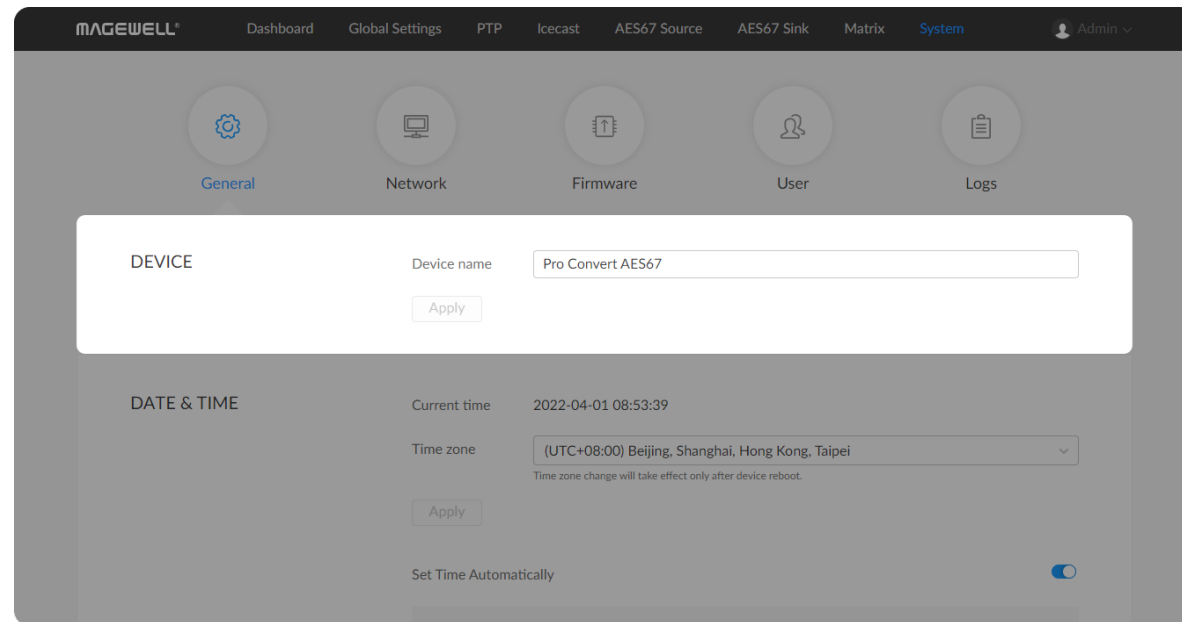 MAGEWELL® Dashboard Global Settings PTP Icecast AES67 Source AES67 Sink Matrix System Admin
General Network Firmware User Logs
DEVICE Device name Pro Convert AES67
Apply
DATE & TIME Current time 2022-04-01 08:53:39
Time zone (UTC+08:00) Beijing, Shanghai, Hong Kong, Taipei
Time zone change will take effect only after device reboot.
Apply
Set Time Automatically